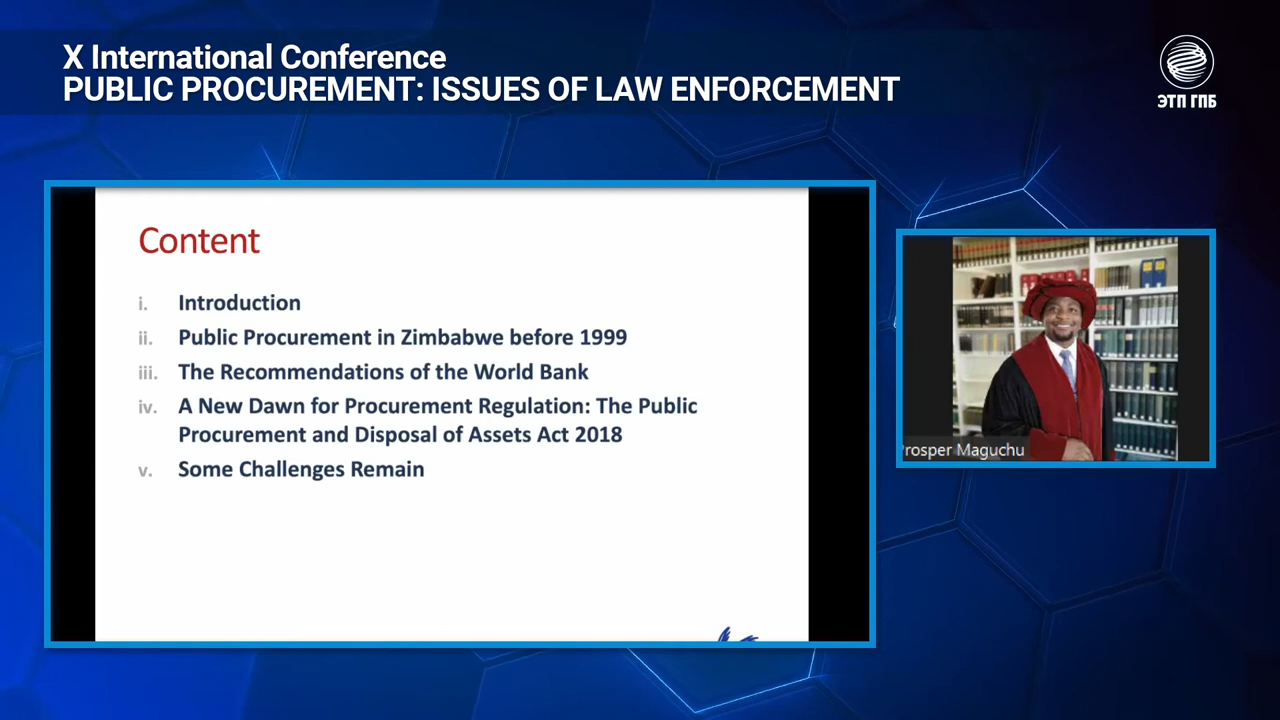 X International Conference
PUBLIC PROCUREMENT: ISSUES OF LAW ENFORCEMENT
ЭТП ГПБ
Content
i. Introduction
ii. Public Procurement in Zimbabwe before 1999
iii. The Recommendations of the World Bank
iv. A New Dawn for Procurement Regulation: The Public
Procurement and Disposal of Assets Act 2018
v. Some Challenges Remain
rosper Maguchu